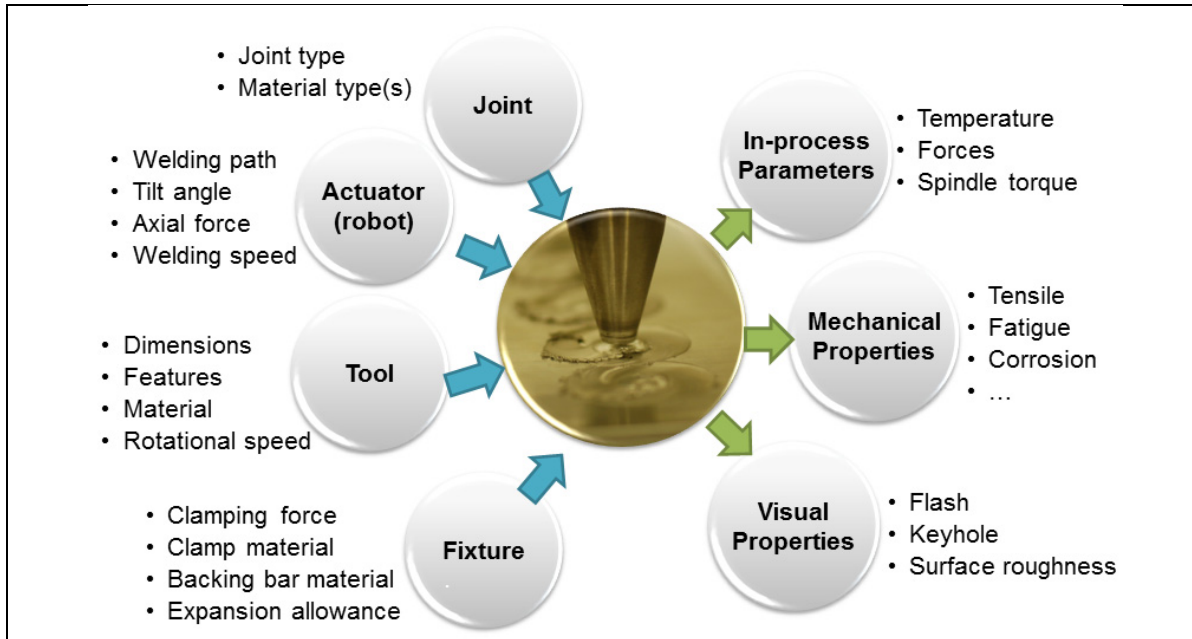 • Joint type
• Material type(s)
Joint
• Welding path
• Tilt angle
• Axial force
• Welding speed
Actuator
(robot)
• Dimensions
• Features
• Material
• Rotational speed
Tool
• Clamping force
• Clamp material
• Backing bar material
• Expansion allowance
Fixture
In-process
Parameters
• Temperature
• Forces
• Spindle torque
Mechanical
Properties
• Tensile
• Fatigue
• Corrosion
• …
Visual
Properties
• Flash
• Keyhole
• Surface roughness